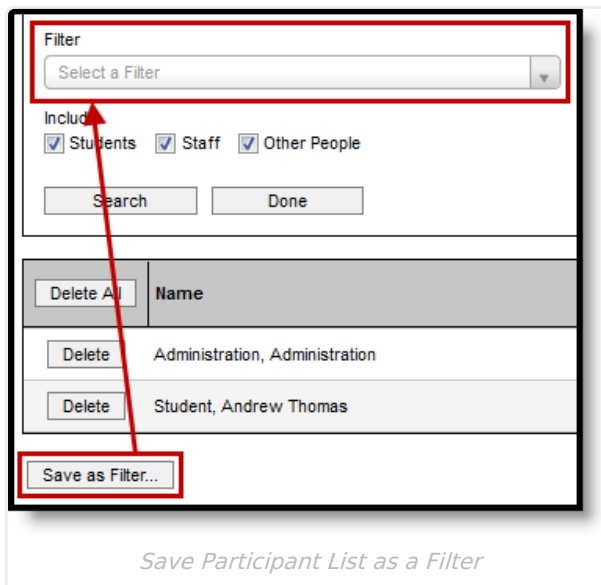 Filter
Select a Filter
Include
Students Staff Other People
Search Done
Delete All Name
Delete Administration, Administration
Delete Student, Andrew Thomas
Save as Filter...
Save Participant List as a Filter